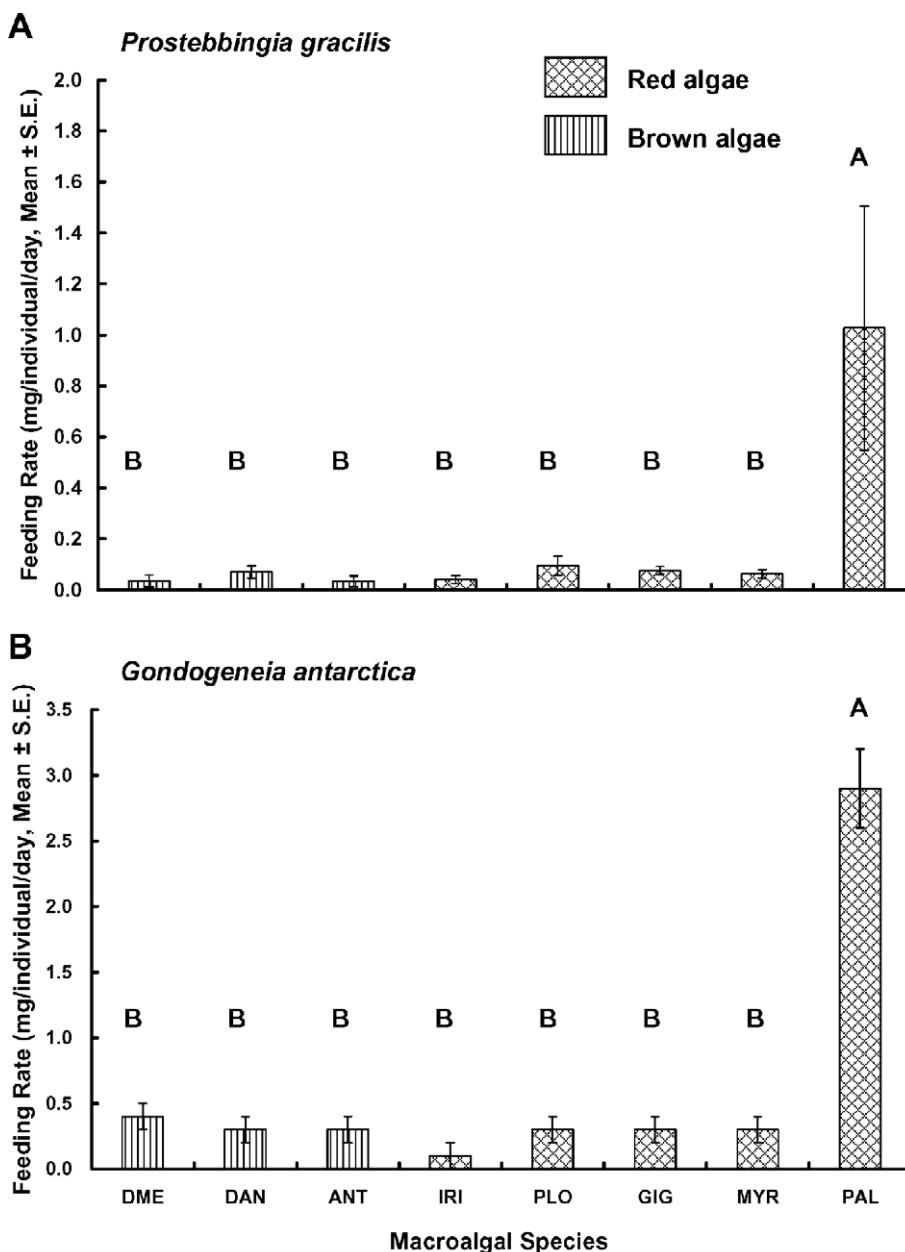 A
Prostebbingia gracilis
Red algae
Brown algae
Feeding Rate (mg/individual/day, Mean ± S.E.)
2.0
1.8
1.6
1.4
1.2
1.0
0.8
0.6
0.4
0.2
0.0
B B B B B B B A
B
Gondogeneia antarctica
Feeding Rate (mg/individual/day, Mean ± S.E.)
3.5
3.0
2.5
2.0
1.5
1.0
0.5
0.0
B B B B B B B A
DME DAN ANT IRI PLO GIG MYR PAL
Macroalgal Species